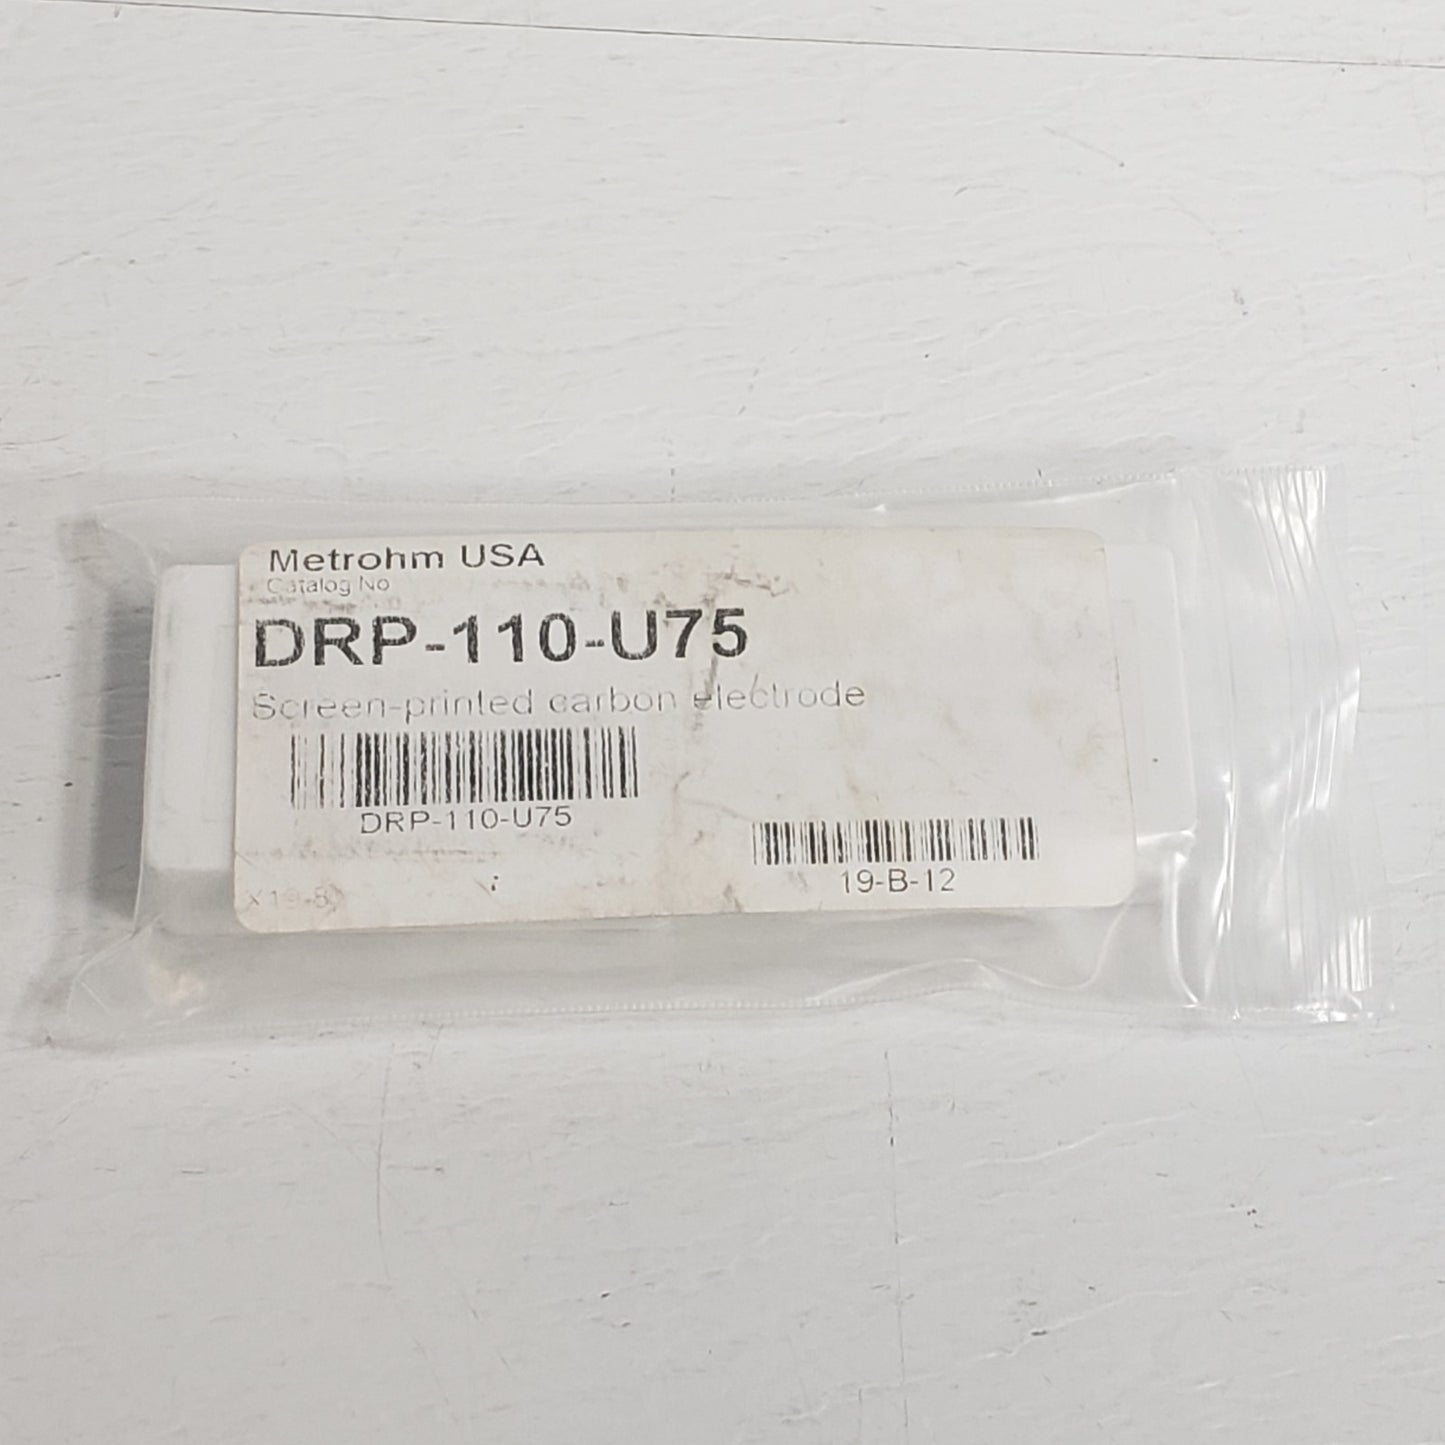 Metrohm USA
Catalog No
DRP-110-U75
Screen-printed carbon electrode
DRP-110-U75
19-B-12